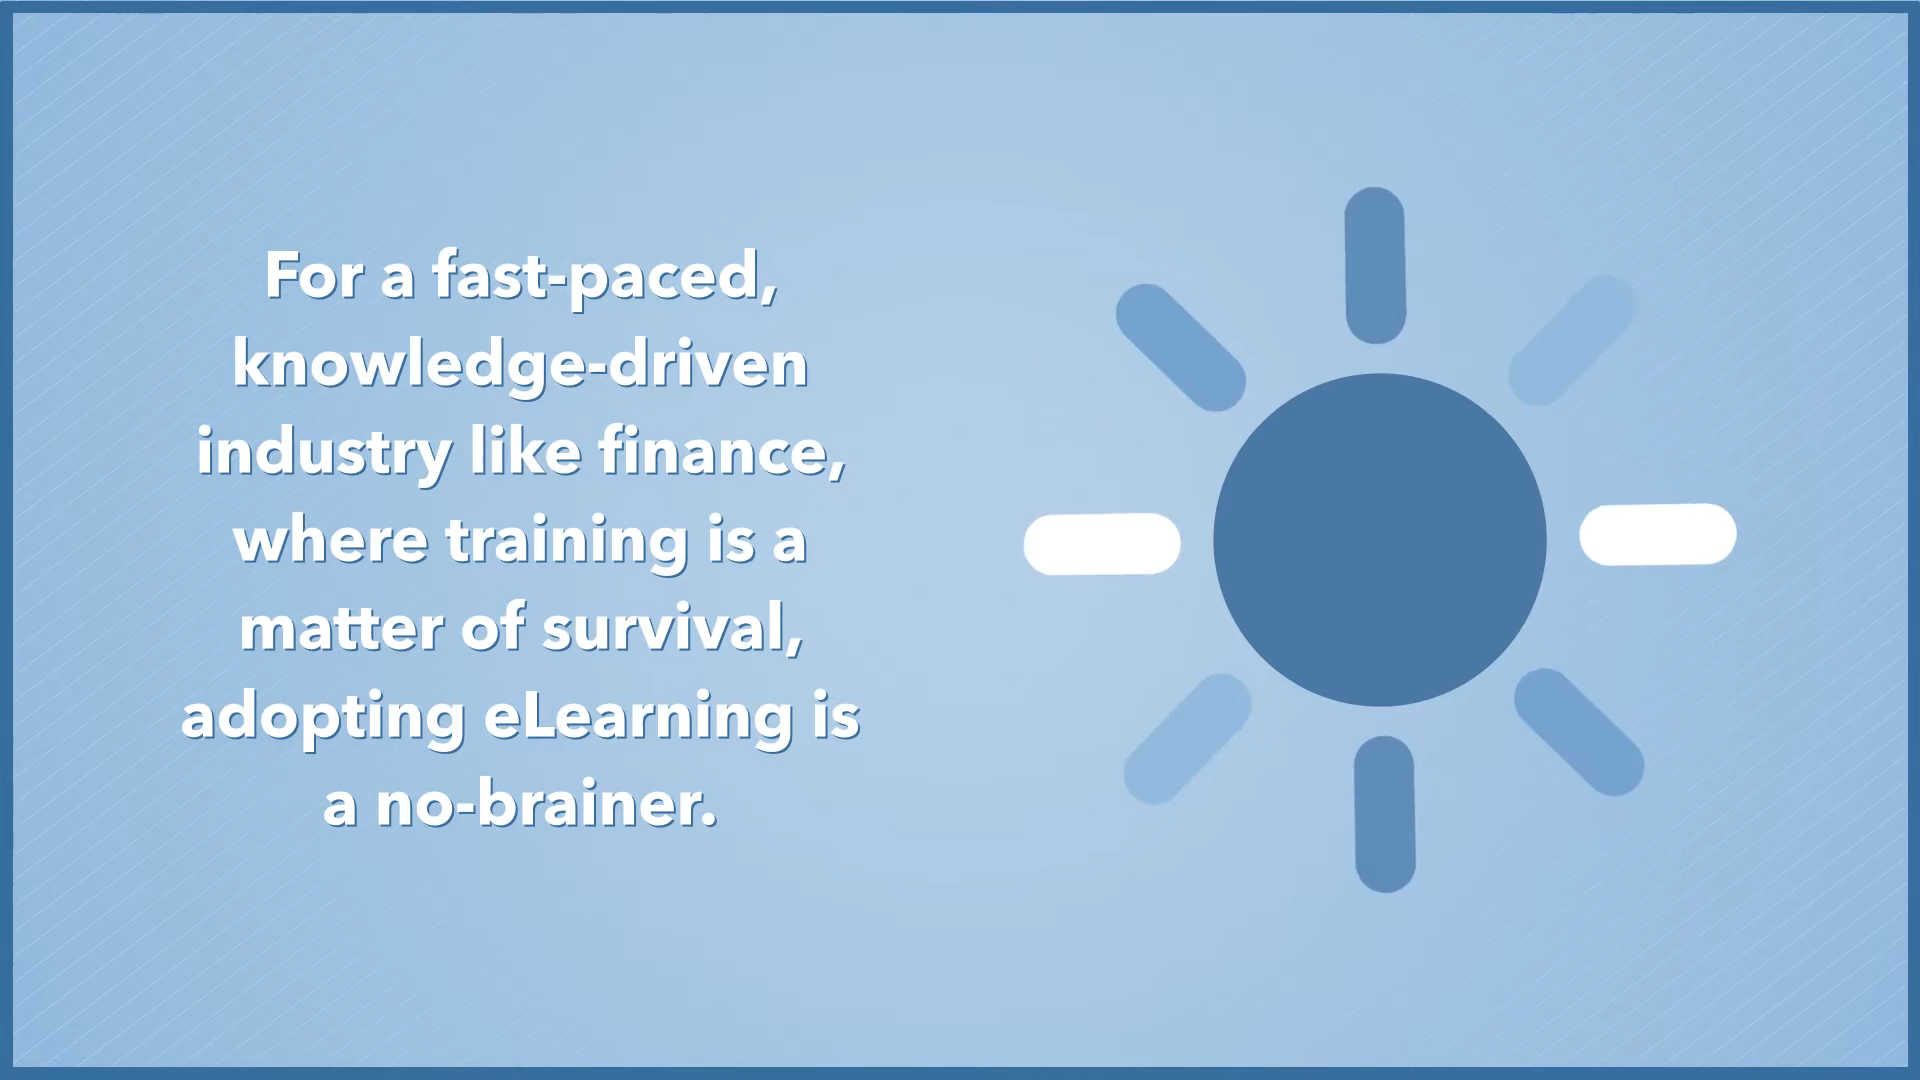 For a fast-paced,
knowledge-driven
industry like finance,
where training is a
matter of survival,
adopting eLearning is
a no-brainer.